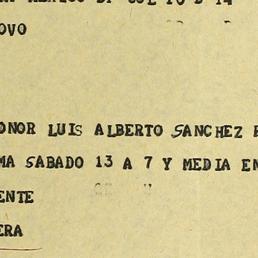 OVO
ONOR LUIS ALBERTO SANCHEZ
MA SABADO 13 A 7 Y MEDIA EN
ENTE
ERA